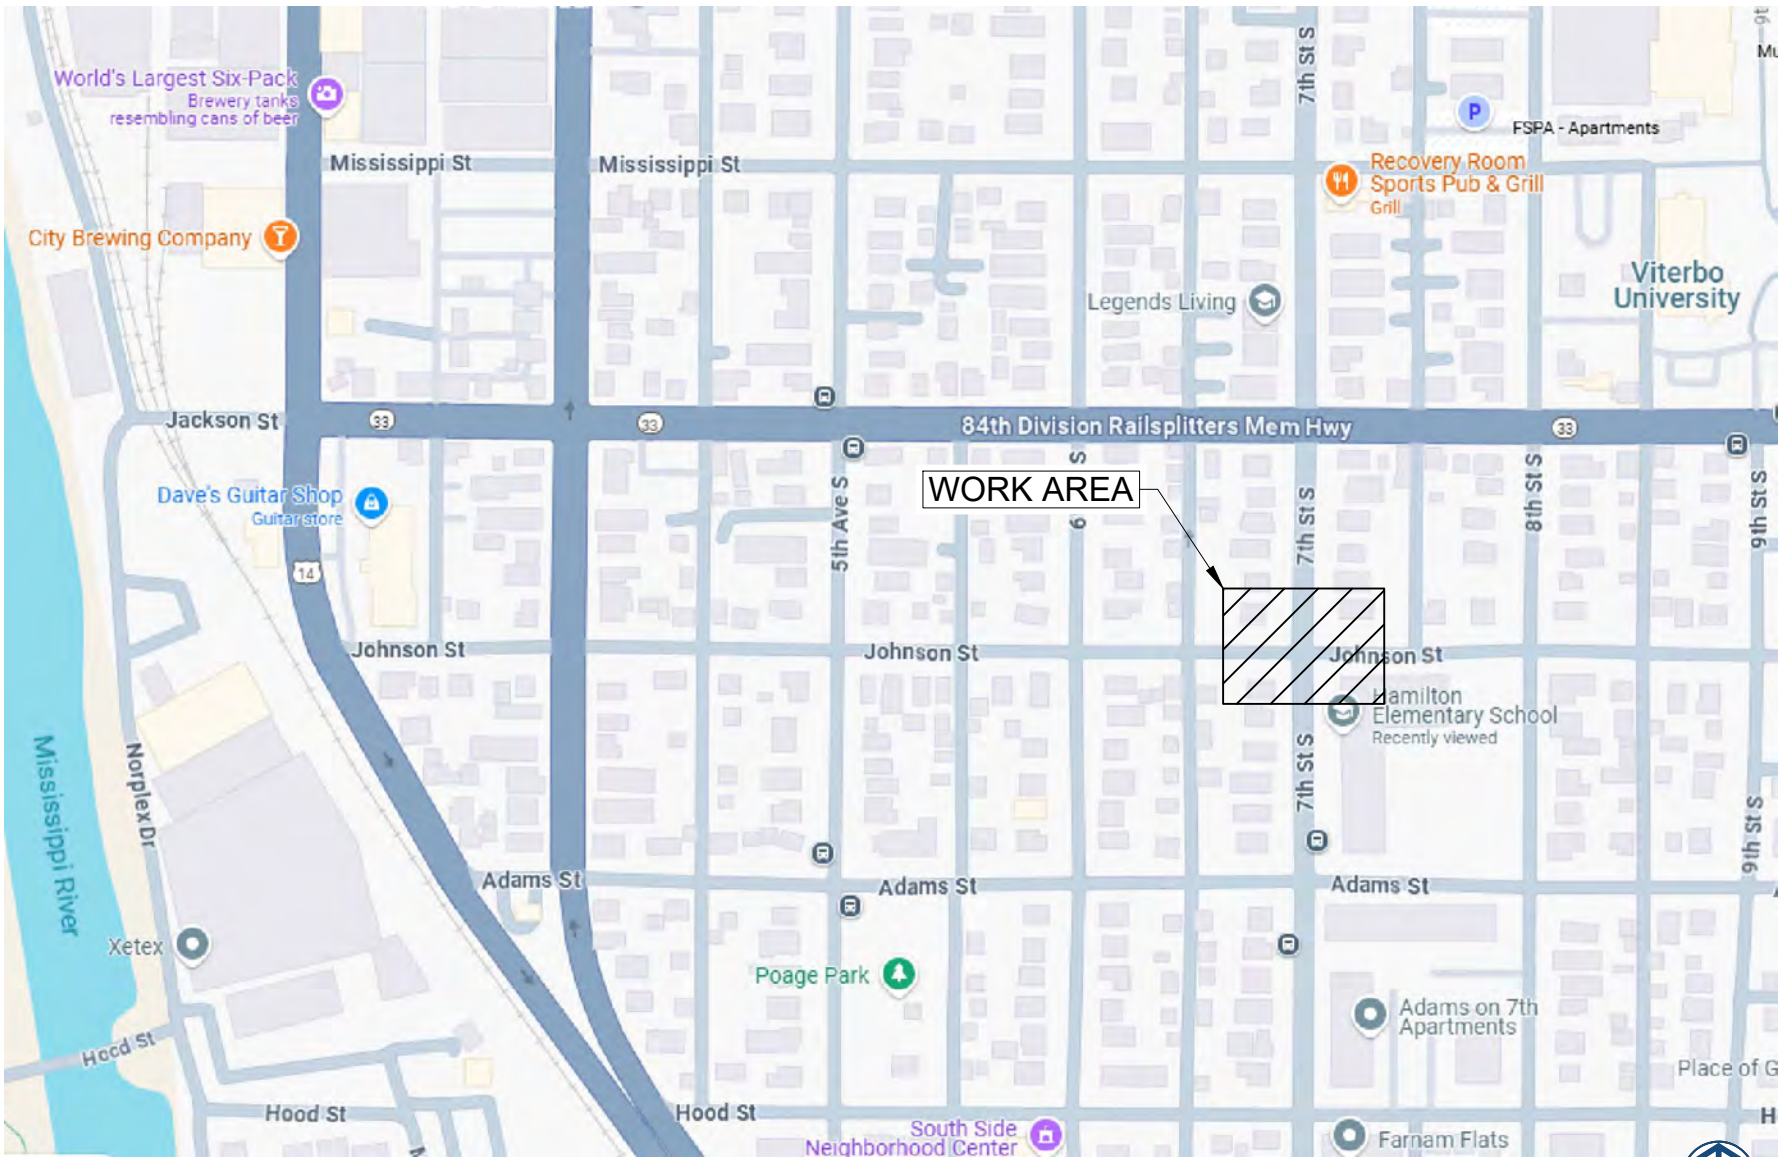 7th St S
9t
Mu
World's Largest Six-Pack
Brewery tanks
resembling cans of beer
P
FSPA - Apartments
Mississippi St
Mississippi St
Recovery Room
Sports Pub & Grill
Grill
City Brewing Company
Viterbo
University
Legends Living
Jackson St
33
33
84th Division Railsplitters Mem Hwy
33
Dave's Guitar Shop
Guitar store
5th Ave S
WORK AREA
6
S
7th St S
8th St S
9th St S
14
Johnson St
Johnson St
Johnson St
Hamilton
Elementary School
Recently viewed
Mississippi River
Norplex Dr
7th St S
9th St S
Adams St
Adams St
Adams St
Xetex
Poage Park
Adams on 7th
Apartments
Hood St
Place of G
Hood St
Hood St
H
South Side
Neighborhood Center
Farnam Flats